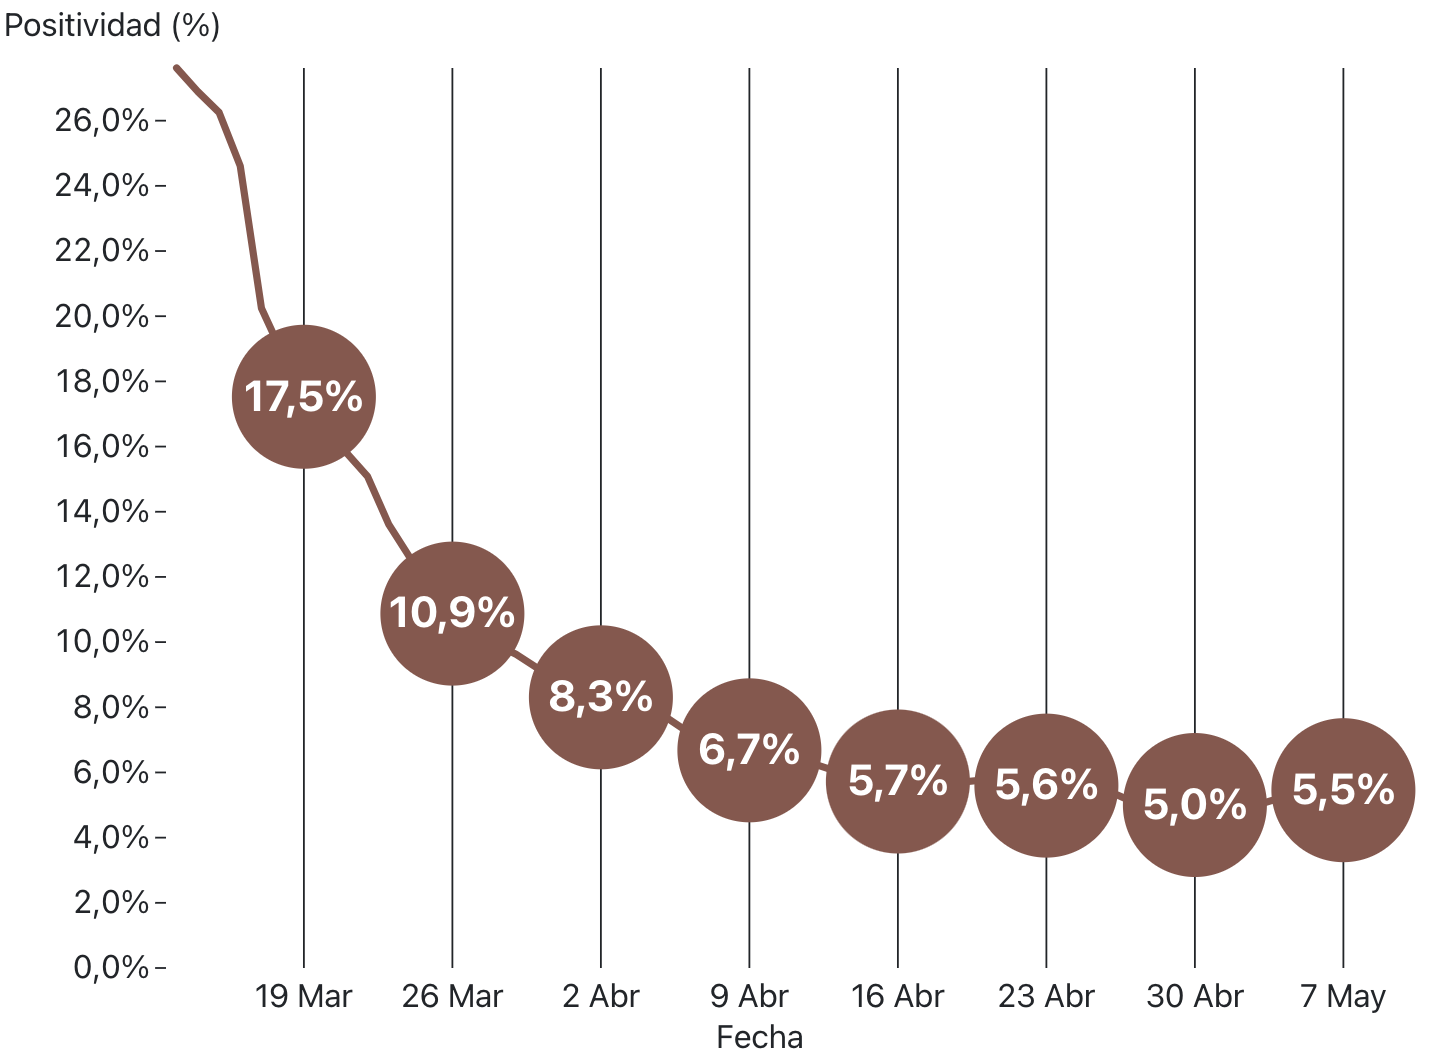 Positividad (%)
26,0%
24,0%
22,0%
20,0%
18,0%
16,0%
14,0%
12,0%
10,0%
8,0%
6,0%
4,0%
2,0%
0,0%
17,5%
10,9%
8,3%
6,7%
5,7%
5,6%
5,0%
5,5%
19 Mar
26 Mar
2 Abr
9 Abr
16 Abr
23 Abr
30 Abr
7 May
Fecha